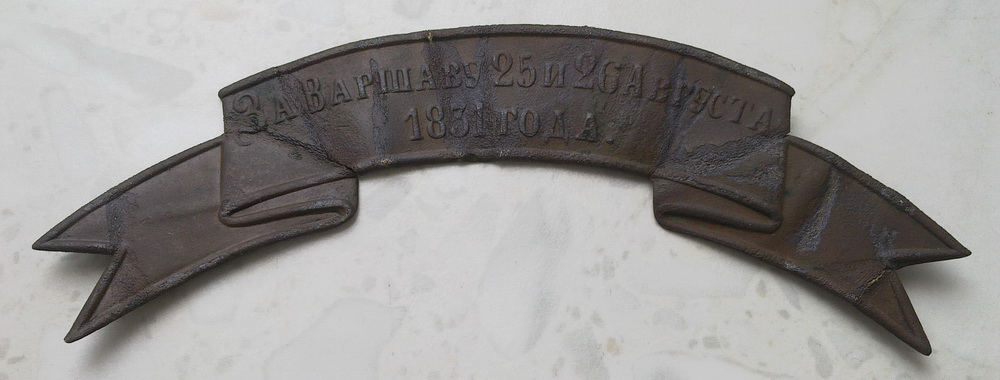 За Варшаву 25 и 26 Августа
1831 года.